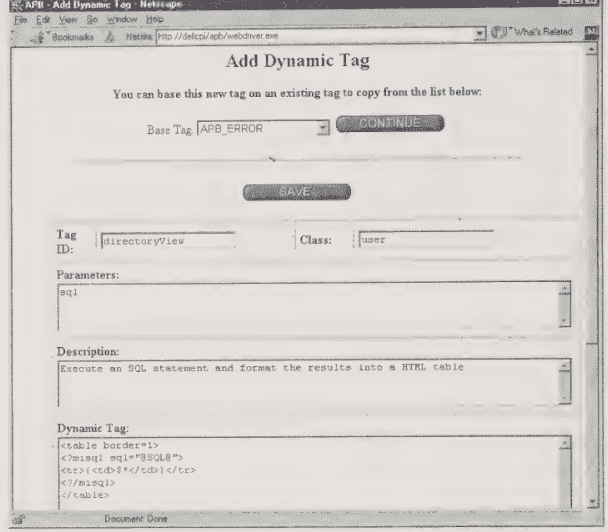 APB - Add Dynamic Tag - Netscape
File Edit View Go Window Help
Bookmarks Netsite http://dellcpi/apb/webdriver.exe What's Related
Add Dynamic Tag
You can base this new tag on an existing tag to copy from the list below:
Base Tag APB_ERROR CONTINUE
SAVE
Tag ID: directoryView Class: user
Parameters:
sql
Description:
Execute an SQL statement and format the results into a HTML table
Dynamic Tag:
<table border=1>
<?misql sql="@SQL@">
<tr>{<td>$*</td>}</tr>
<?/misql>
</table>
Document Done